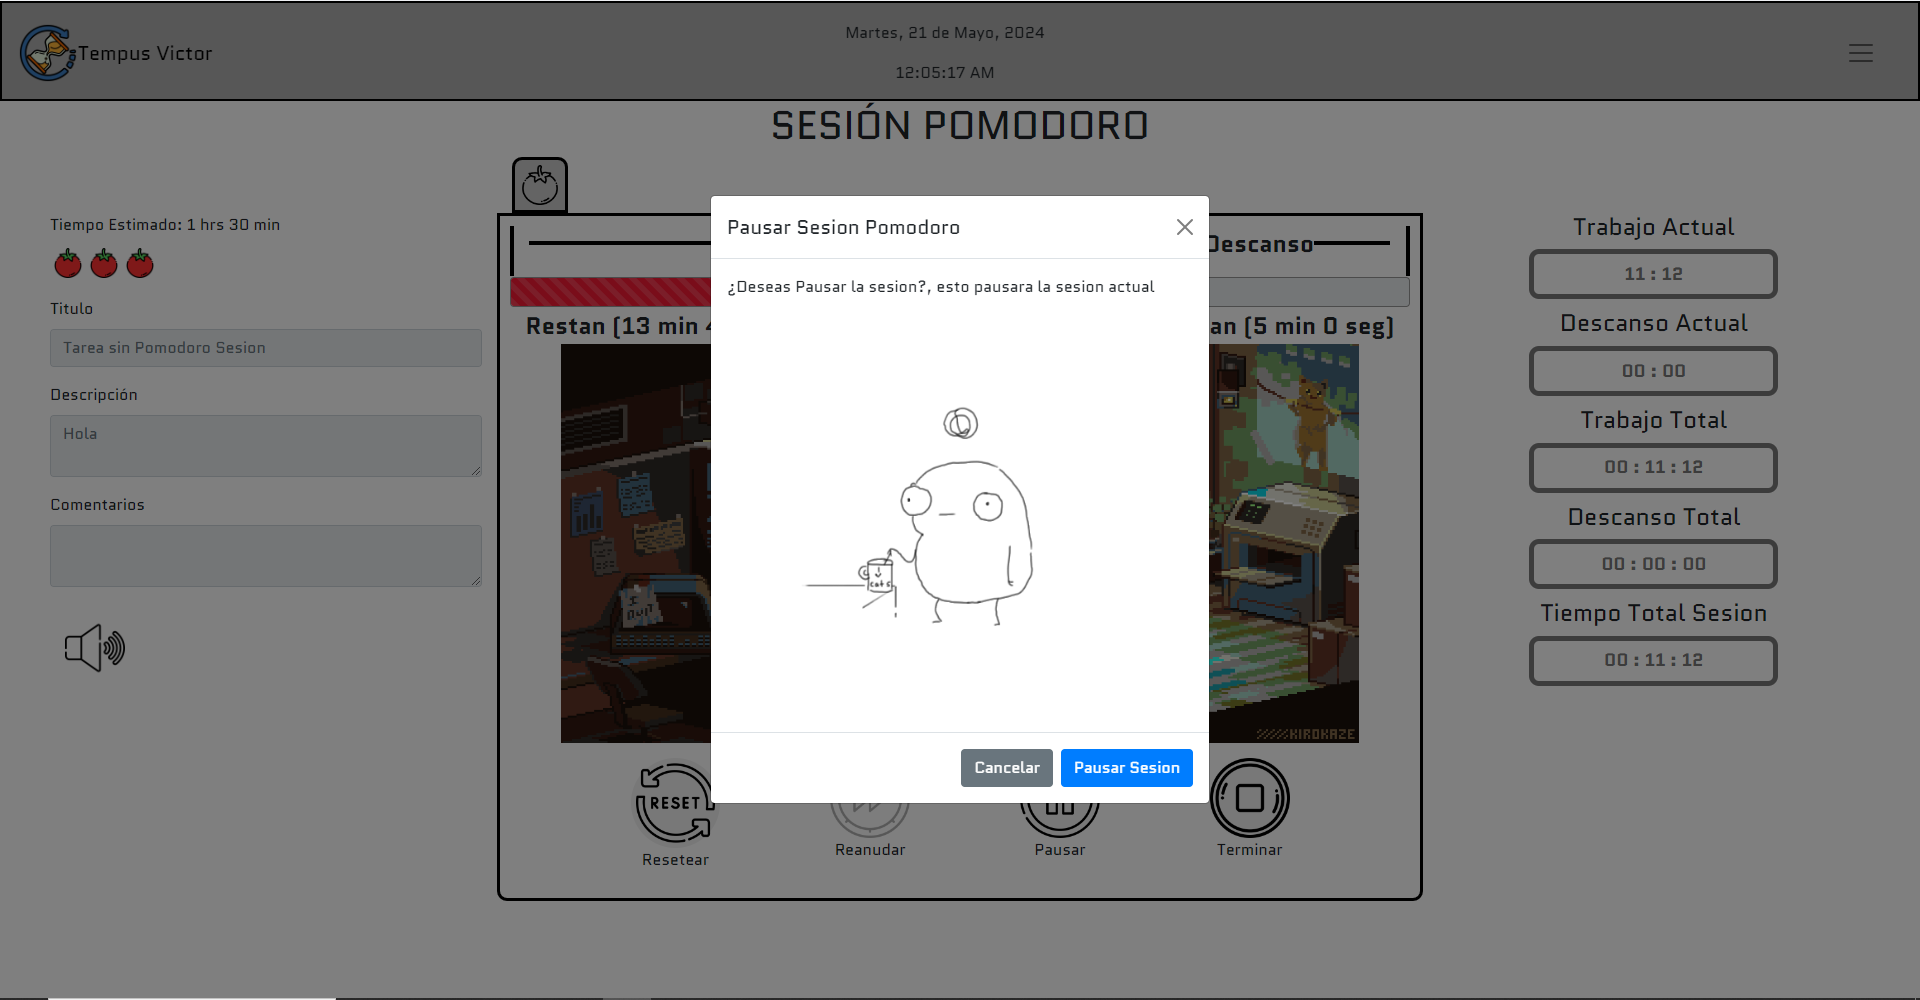 Tempus Victor
Martes, 21 de Mayo, 2024
12:05:17 AM
SESIÓN POMODORO
Tiempo Estimado: 1 hrs 30 min
Titulo
Tarea sin Pomodoro Sesion
Descripción
Hola
Comentarios
Descanso
Restan (13 min
(5 min 0 seg)
I
QUIT
KIROKAZE
Pausar Sesion Pomodoro
¿Deseas Pausar la sesion?, esto pausara la sesion actual
cats
Cancelar
Pausar Sesion
RESET
Resetear
Reanudar
Pausar
Terminar
Trabajo Actual
11 : 12
Descanso Actual
00 : 00
Trabajo Total
00 : 11 : 12
Descanso Total
00 : 00 : 00
Tiempo Total Sesion
00 : 11 : 12